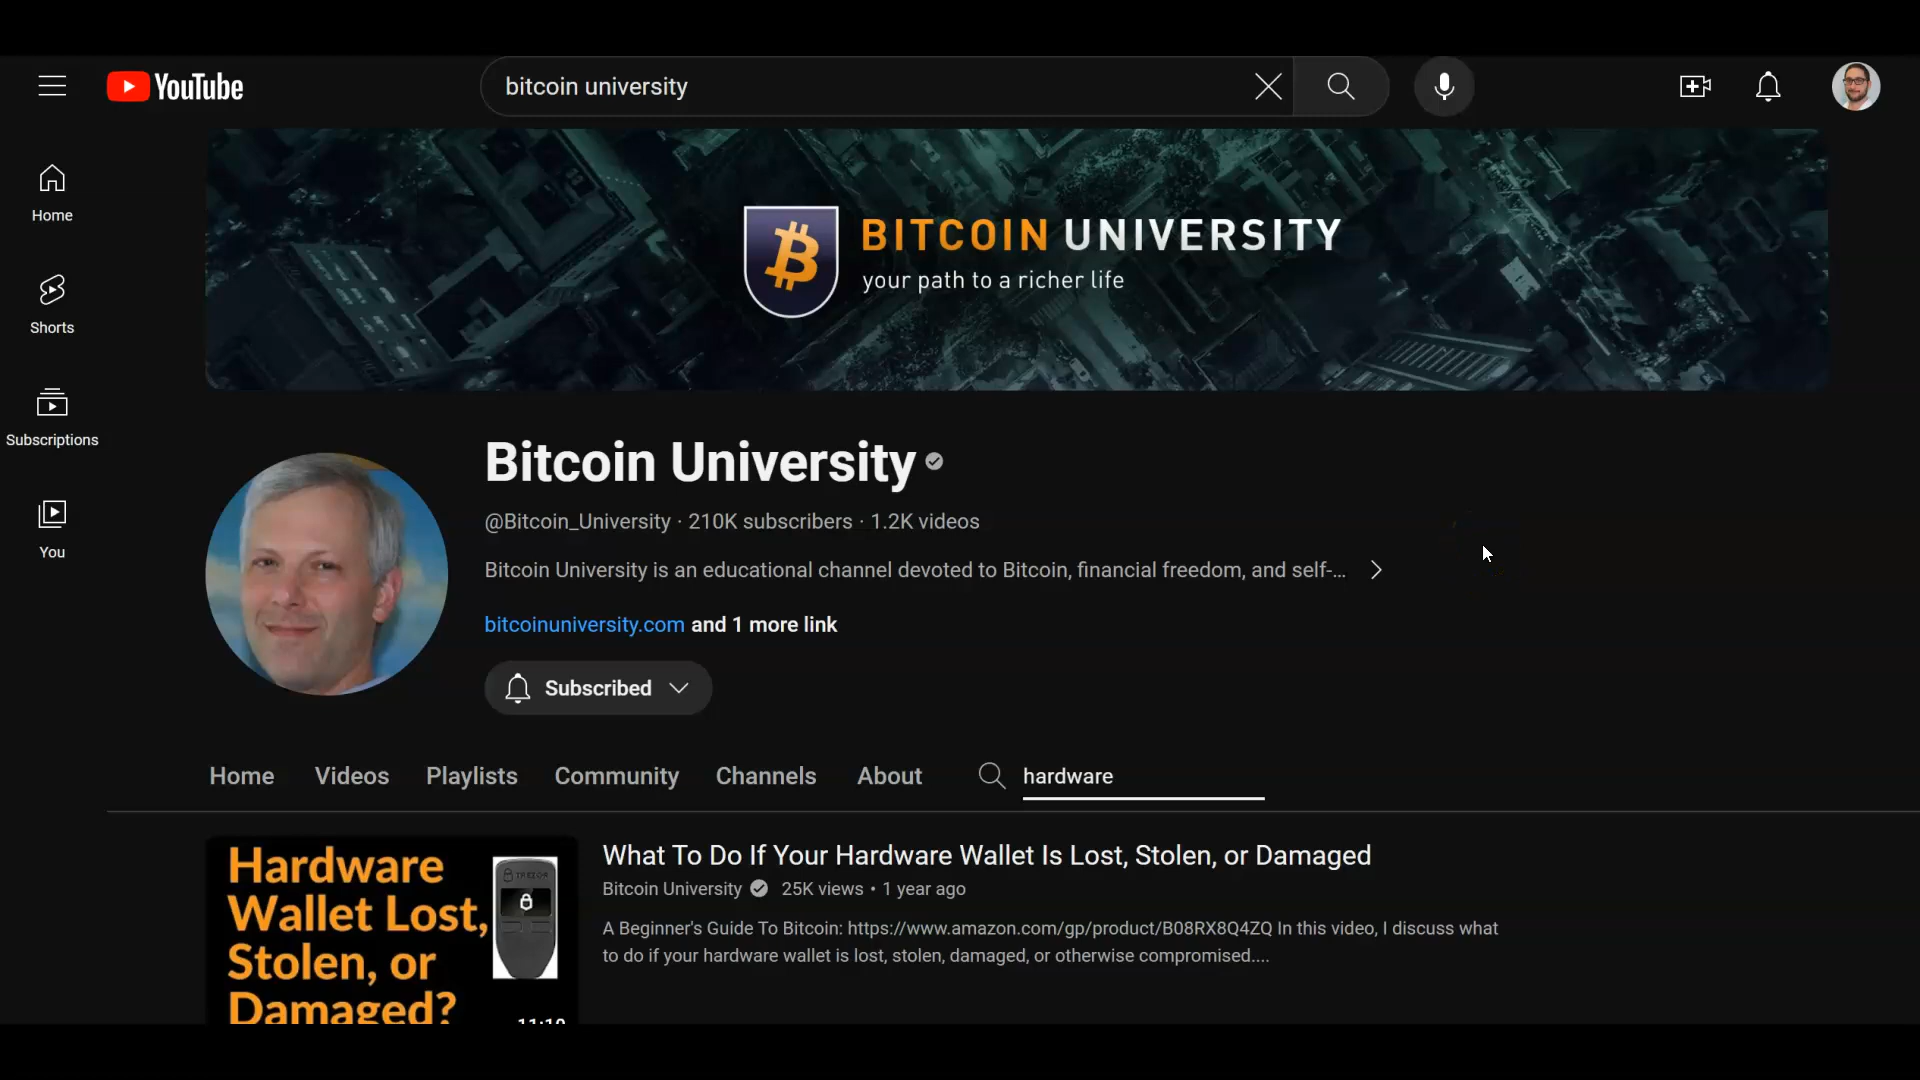 YouTube
bitcoin university
Home
Shorts
Subscriptions
You
BITCOIN UNIVERSITY
your path to a richer life
Bitcoin University
@Bitcoin_University · 210K subscribers · 1.2K videos
Bitcoin University is an educational channel devoted to Bitcoin, financial freedom, and self-...
bitcoinuniversity.com and 1 more link
Subscribed
Home Videos Playlists Community Channels About hardware
Hardware
Wallet Lost,
Stolen, or
Damaged?
TREZOR
11:10
What To Do If Your Hardware Wallet Is Lost, Stolen, or Damaged
Bitcoin University 25K views • 1 year ago
A Beginner's Guide To Bitcoin: https://www.amazon.com/gp/product/B08RX8Q4ZQ In this video, I discuss what
to do if your hardware wallet is lost, stolen, damaged, or otherwise compromised....